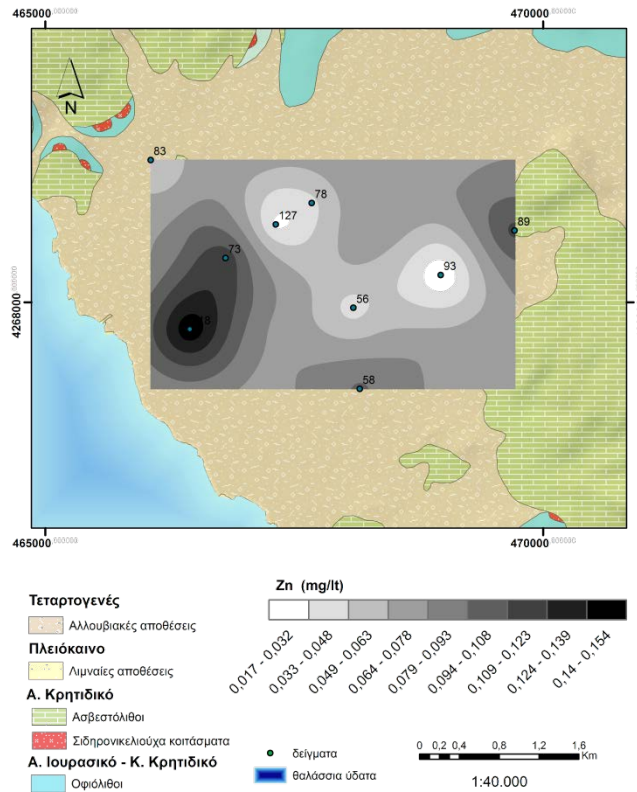 465000
470000
N
83
78
127
73
89
93
56
58
4268000
4268000
465000,000000
470000,000000
Zn (mg/lt)
0,017 - 0,032
0,033 - 0,048
0,049 - 0,063
0,064 - 0,078
0,079 - 0,093
0,094 - 0,108
0,109 - 0,123
0,124 - 0,139
0,14 - 0,154
Τεταρτογενές
Αλλουβιακές αποθέσεις
Πλειόκαινο
Λιμναίες αποθέσεις
Α. Κρητιδικό
Ασβεστόλιθοι
Σιδηρονικελιούχα κοιτάσματα
Α. Ιουρασικό - Κ. Κρητιδικό
Οφιόλιθοι
δείγματα
θαλάσσια ύδατα
0 0,2 0,4 0,8 1,2 1,6
Km
1:40.000